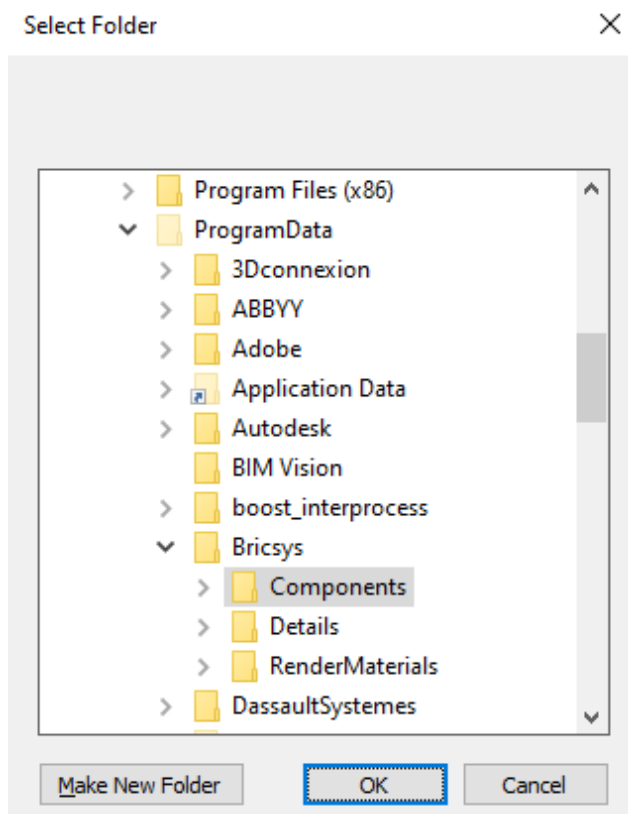 Select Folder
Program Files (x86)
ProgramData
3Dconnexion
ABBYY
Adobe
Application Data
Autodesk
BIM Vision
boost_interprocess
Bricsys
Components
Details
RenderMaterials
DassaultSystemes
Make New Folder OK Cancel